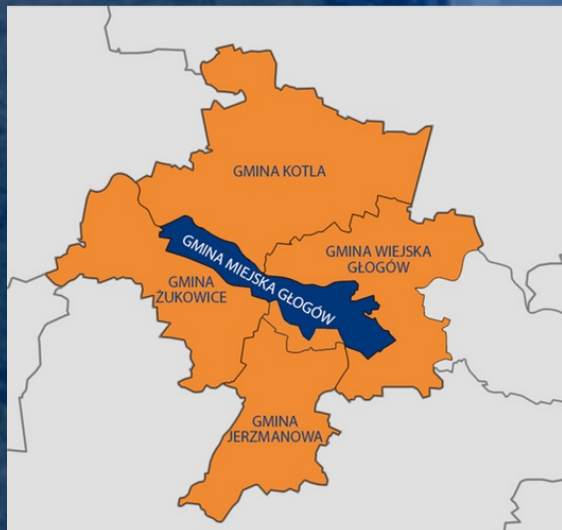 GMINA KOTLA
GMINA WIEJSKA
GŁOGÓW
GMINA MIEJSKA GŁOGÓW
GMINA
ŻUKOWICE
GMINA
JERZMANOWA